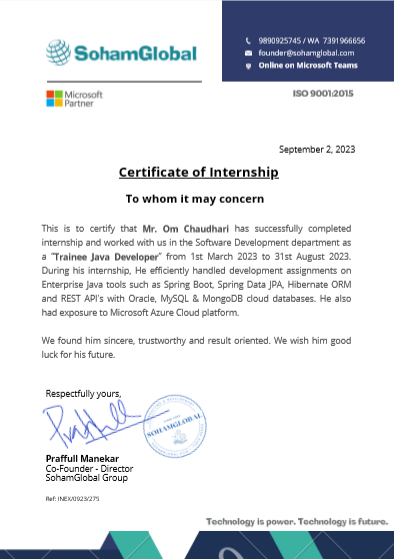 SohamGlobal
9890925745 / WA 7391966656
founder@sohamglobal.com
Online on Microsoft Teams
Microsoft
Partner
ISO 9001:2015
September 2, 2023
Certificate of Internship
To whom it may concern
This is to certify that Mr. Om Chaudhari has successfully completed
internship and worked with us in the Software Development department as
a “Trainee Java Developer” from 1st March 2023 to 31st August 2023.
During his internship, He efficiently handled development assignments on
Enterprise Java tools such as Spring Boot, Spring Data JPA, Hibernate ORM
and REST API's with Oracle, MySQL & MongoDB cloud databases. He also
had exposure to Microsoft Azure Cloud platform.
We found him sincere, trustworthy and result oriented. We wish him good
luck for his future.
Respectfully yours,
SOHAMGLOBAL
Praffull Manekar
Co-Founder - Director
SohamGlobal Group
Ref: INEX/0923/275
Technology is power. Technology is future.